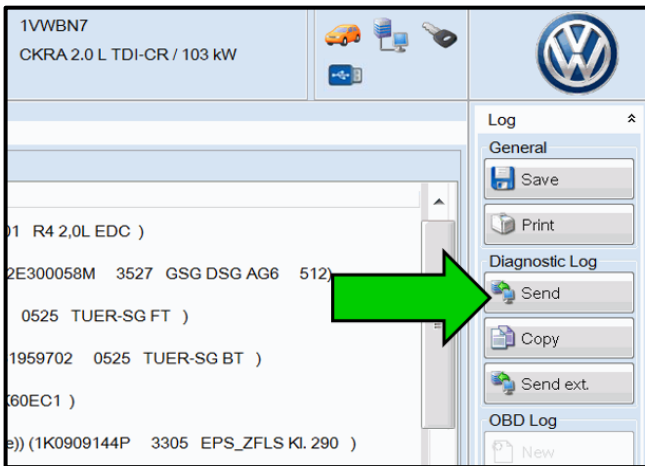 1VWBN7
CKRA 2.0 L TDI-CR / 103 kW
Log
General
Save
Print
Diagnostic Log
Send
Copy
Send ext.
OBD Log
New
01 R4 2,0L EDC )
2E300058M 3527 GSG DSG AG6 512)
0525 TUER-SG FT )
1959702 0525 TUER-SG BT )
K60EC1 )
e)) (1K0909144P 3305 EPS_ZFLS Kl. 290 )